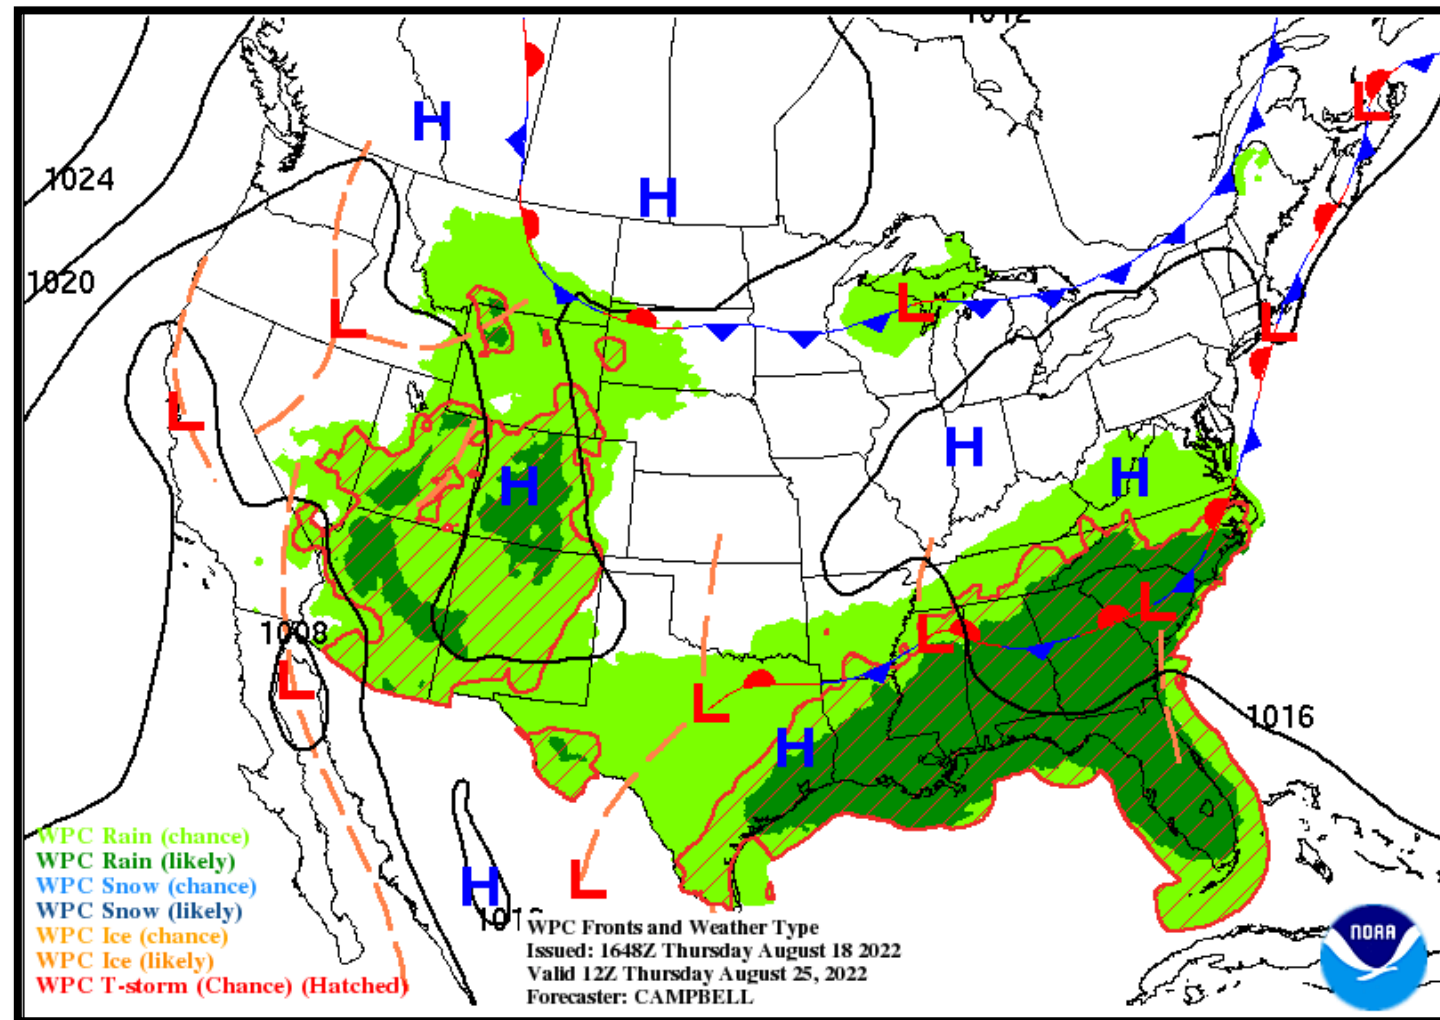 1012
H
H
L
1024
1020
L
L
L
L
H
H
H
L
L
1008
L
L
H
1016
H
L
WPC Rain (chance)
WPC Rain (likely)
WPC Snow (chance)
WPC Snow (likely)
WPC Ice (chance)
WPC Ice (likely)
WPC T-storm (Chance) (Hatched)
WPC Fronts and Weather Type
Issued: 1648Z Thursday August 18 2022
Valid 12Z Thursday August 25, 2022
Forecaster: CAMPBELL
NOAA